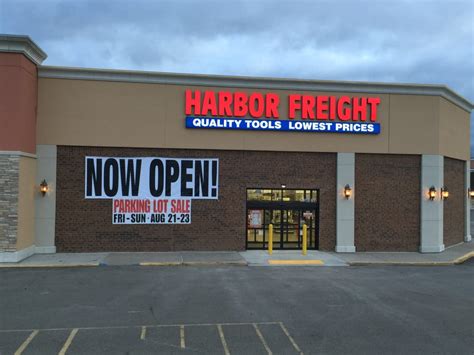 HARBOR FREIGHT
QUALITY TOOLS LOWEST PRICES
NOW OPEN!
PARKING LOT SALE
FRI-SUN•AUG 21-23